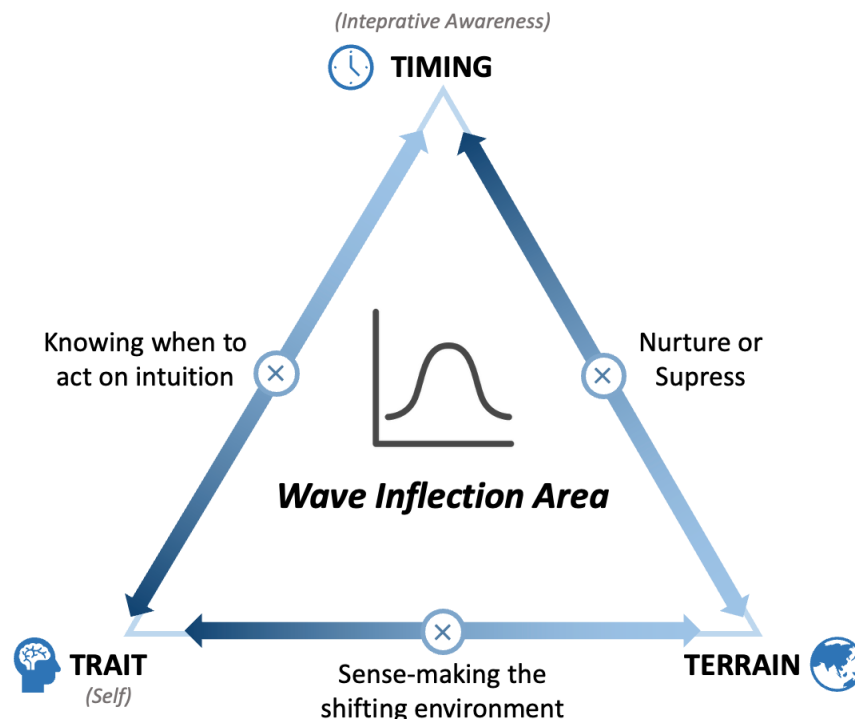 (Inteprative Awareness)
TIMING
Knowing when to
act on intuition
Nurture or
Supress
Wave Inflection Area
TRAIT
(Self)
Sense-making the
shifting environment
TERRAIN